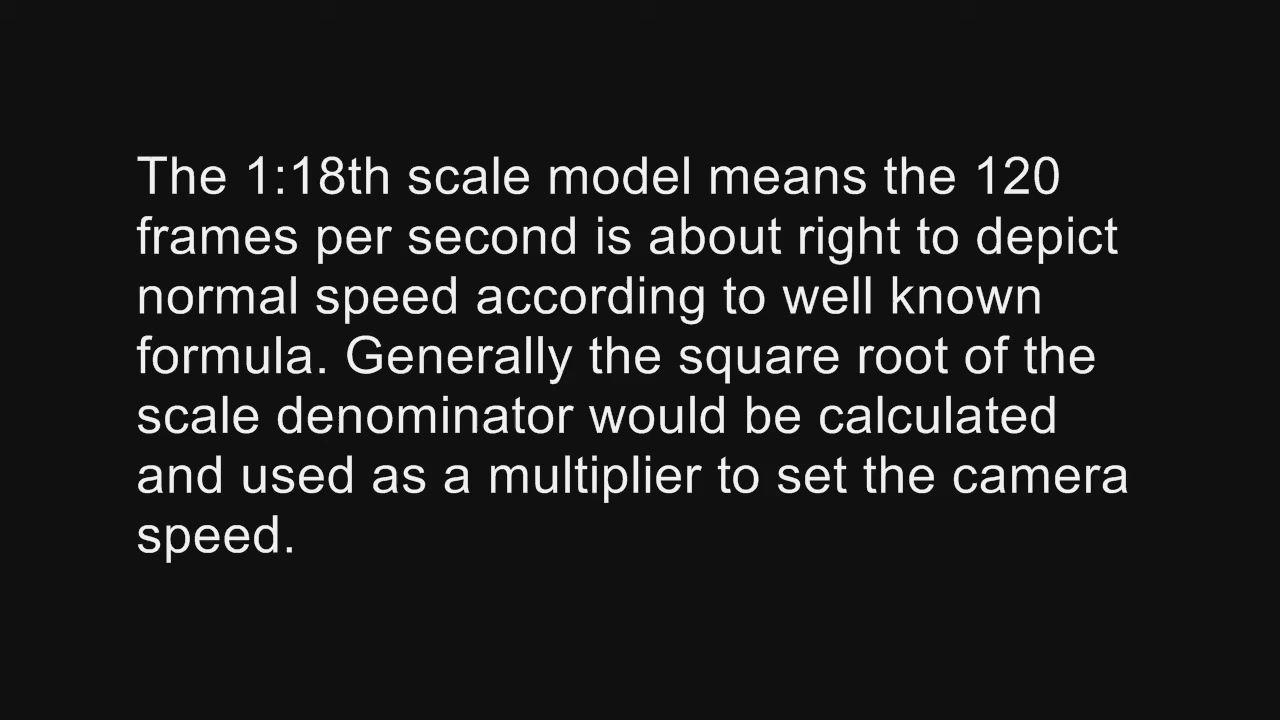 The 1:18th scale model means the 120
frames per second is about right to depict
normal speed according to well known
formula. Generally the square root of the
scale denominator would be calculated
and used as a multiplier to set the camera
speed.